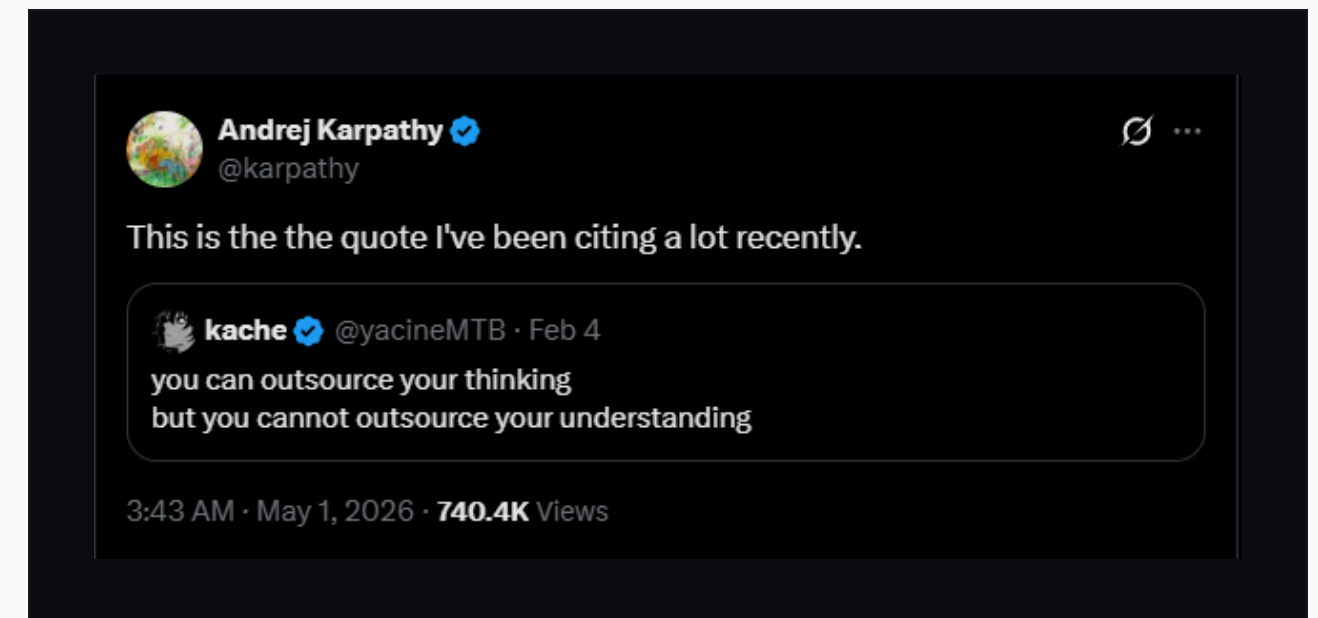 Andrej Karpathy
@karpathy
This is the the quote I've been citing a lot recently.
kache @yacineMTB · Feb 4
you can outsource your thinking
but you cannot outsource your understanding
3:43 AM · May 1, 2026 · 740.4K Views